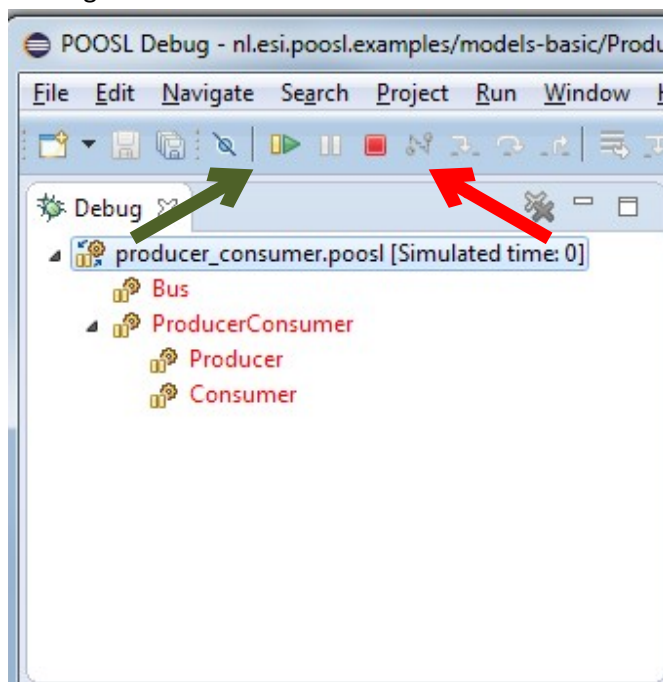 POOSL Debug - nl.esi.poosl.examples/models-basic/Produ
File Edit Navigate Search Project Run Window
Debug
producer_consumer.poosl [Simulated time: 0]
Bus
ProducerConsumer
Producer
Consumer